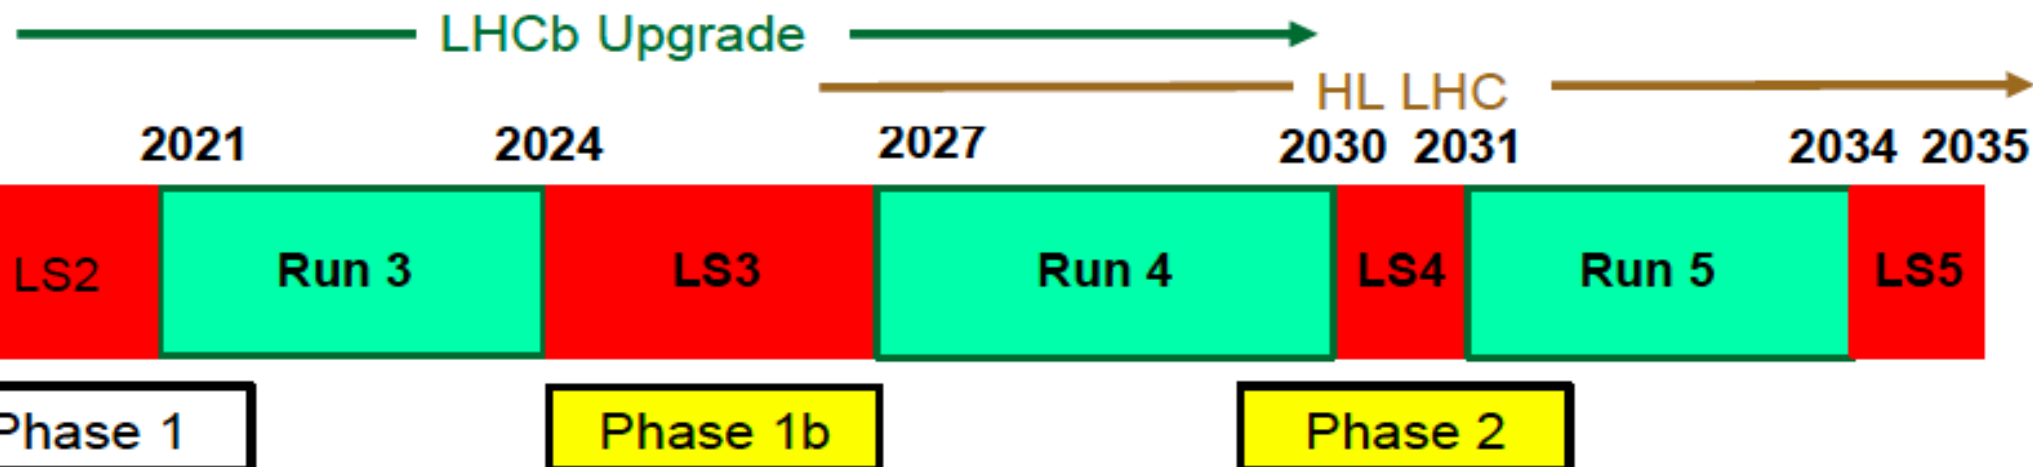 LHCb Upgrade
HL LHC
2021 2024 2027 2030 2031 2034 2035
LS2 Run 3 LS3 Run 4 LS4 Run 5 LS5
Phase 1 Phase 1b Phase 2